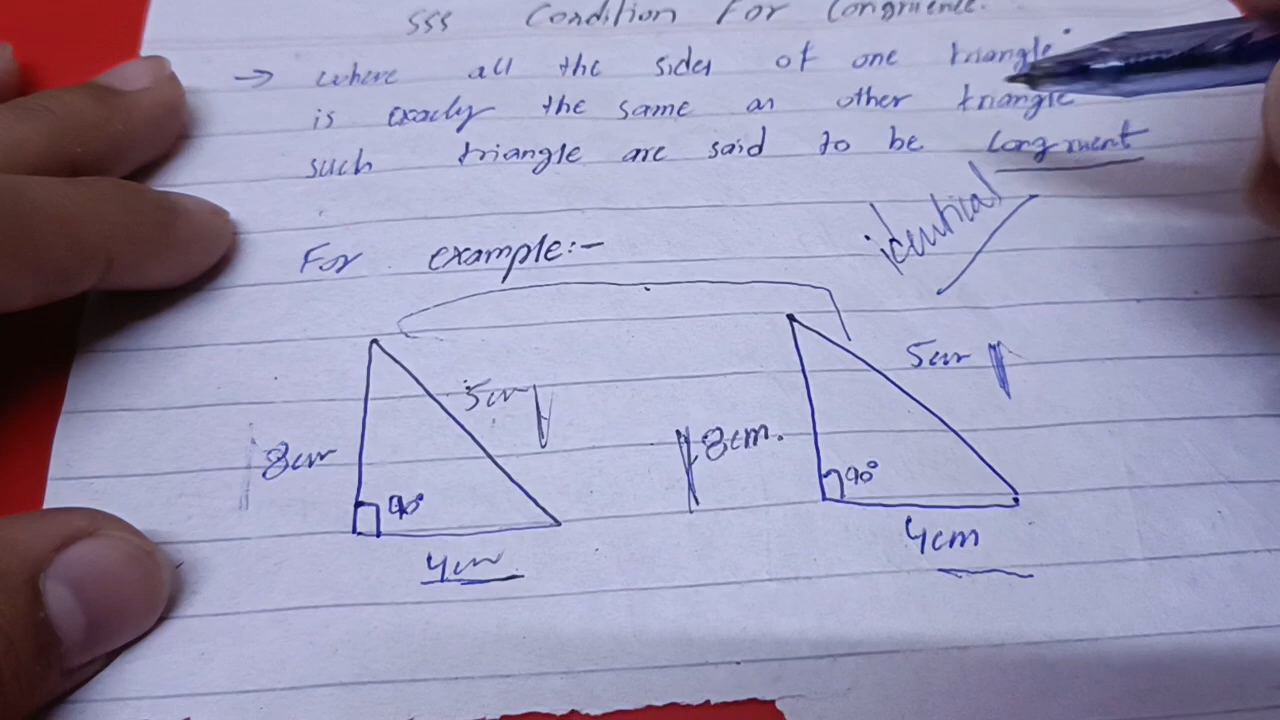 SSS Condition For Congruence.
→ where all the sides of one triangle
is exacly the same as other triangle
such triangle are said to be congruent
identical
For example:-
5cm
5cm
8cm
8cm.
90°
90°
4cm
4cm